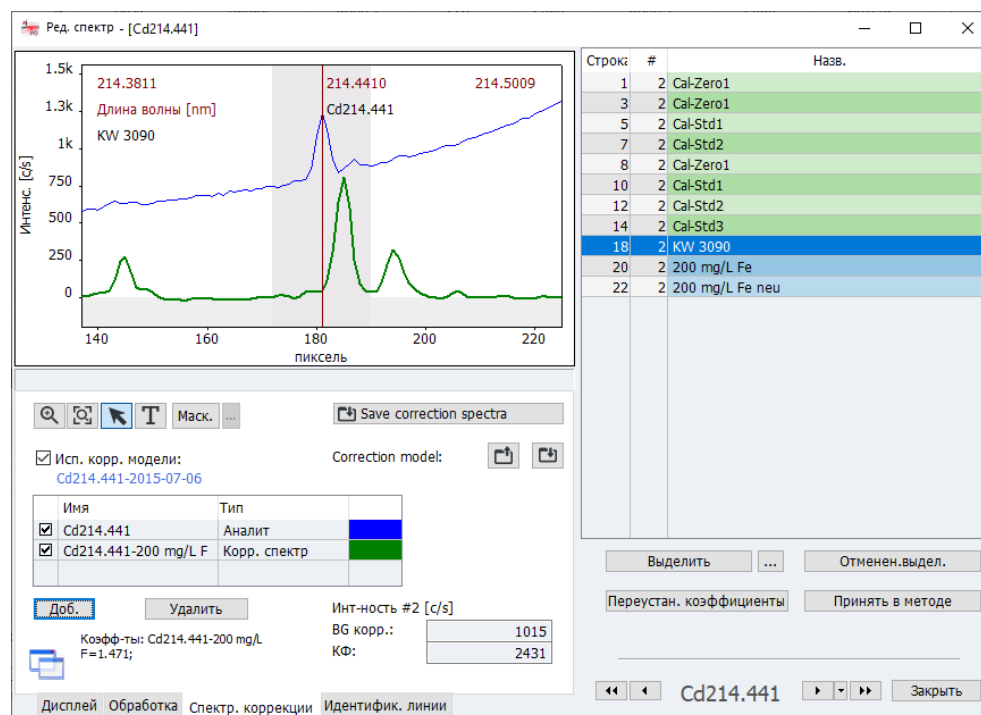 Ред. спектр - [Cd214.441]
1.5k
1.3k
1k
750
500
250
0
Интенс. [c/s]
214.3811
214.4410
214.5009
Длина волны [nm]
Cd214.441
KW 3090
140
160
180
200
220
пиксель
Маск.
...
Save correction spectra
Исп. корр. модели:
Correction model:
Cd214.441-2015-07-06
Имя Тип
Cd214.441 Аналит
Cd214.441-200 mg/L F Корр. спектр
Доб.
Удалить
Инт-ность #2 [c/s]
BG корр.: 1015
КФ: 2431
Коэфф-ты: Cd214.441-200 mg/L
F=1.471;
Дисплей Обработка Спектр. коррекции Идентифик. линии
Строка # Назв.
1 2 Cal-Zero1
3 2 Cal-Zero1
5 2 Cal-Std1
7 2 Cal-Std2
8 2 Cal-Zero1
10 2 Cal-Std1
12 2 Cal-Std2
14 2 Cal-Std3
18 2 KW 3090
20 2 200 mg/L Fe
22 2 200 mg/L Fe neu
Выделить
...
Отменен.выдел.
Переустан. коэффициенты
Принять в методе
Cd214.441
Закрыть